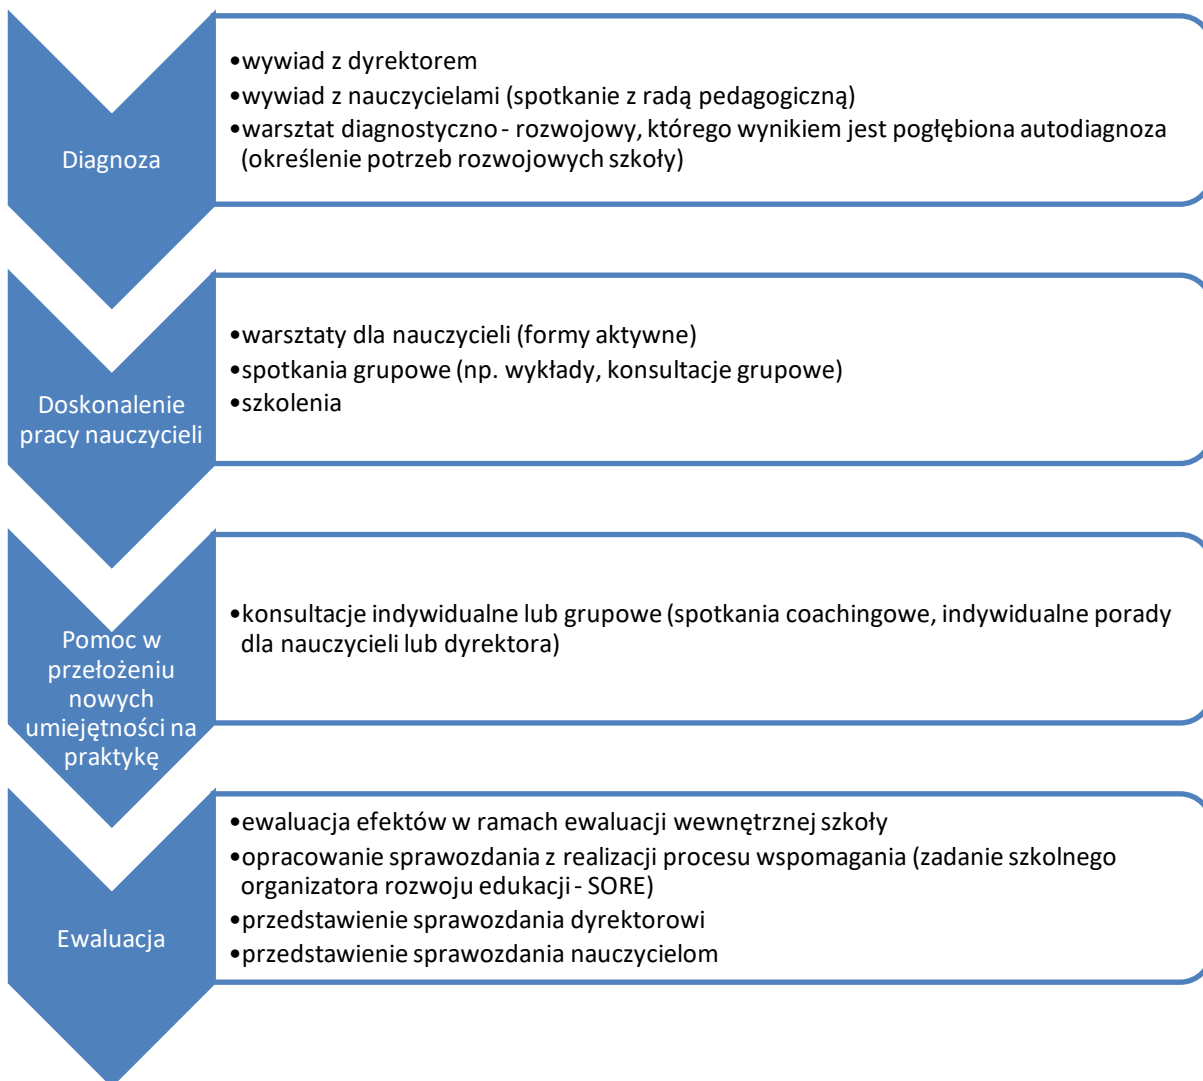 Diagnoza
•wywiad z dyrektorem
•wywiad z nauczycielami (spotkanie z radą pedagogiczną)
•warsztat diagnostyczno - rozwojowy, którego wynikiem jest pogłębiona autodiagnoza
(określenie potrzeb rozwojowych szkoły)
Doskonalenie
pracy nauczycieli
•warsztaty dla nauczycieli (formy aktywne)
•spotkania grupowe (np. wykłady, konsultacje grupowe)
•szkolenia
Pomoc w
przełożeniu
nowych
umiejętności na
praktykę
•konsultacje indywidualne lub grupowe (spotkania coachingowe, indywidualne porady
dla nauczycieli lub dyrektora)
Ewaluacja
•ewaluacja efektów w ramach ewaluacji wewnętrznej szkoły
•opracowanie sprawozdania z realizacji procesu wspomagania (zadanie szkolnego
organizatora rozwoju edukacji - SORE)
•przedstawienie sprawozdania dyrektorowi
•przedstawienie sprawozdania nauczycielom